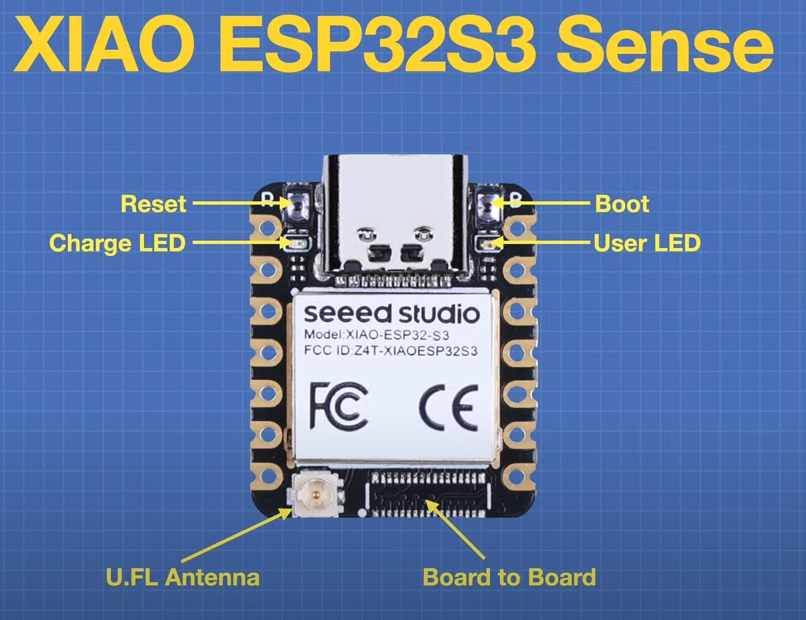 XIAO ESP32S3 Sense
R
B
Reset
Boot
Charge LED
User LED
seeed studio
Model:XIAO-ESP32-S3
FCC ID:Z4T-XIAOESP32S3
FC CE
U.FL Antenna
Board to Board